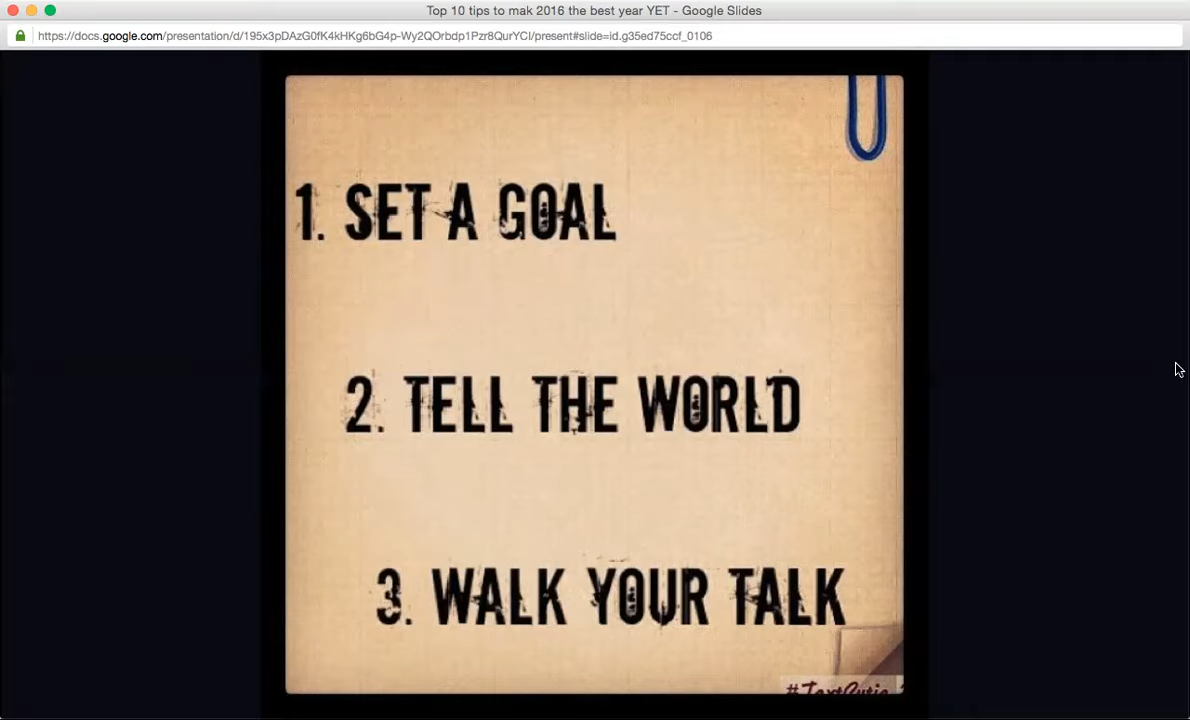 Top 10 tips to mak 2016 the best year YET - Google Slides
https://docs.google.com/presentation/d/195x3pDAzG0fK4kHKg6bG4p-Wy2QOrbdp1Pzr8QurYCI/present#slide=id.g35ed75ccf_0106
1. SET A GOAL
2. TELL THE WORLD
3. WALK YOUR TALK
#TextCutie